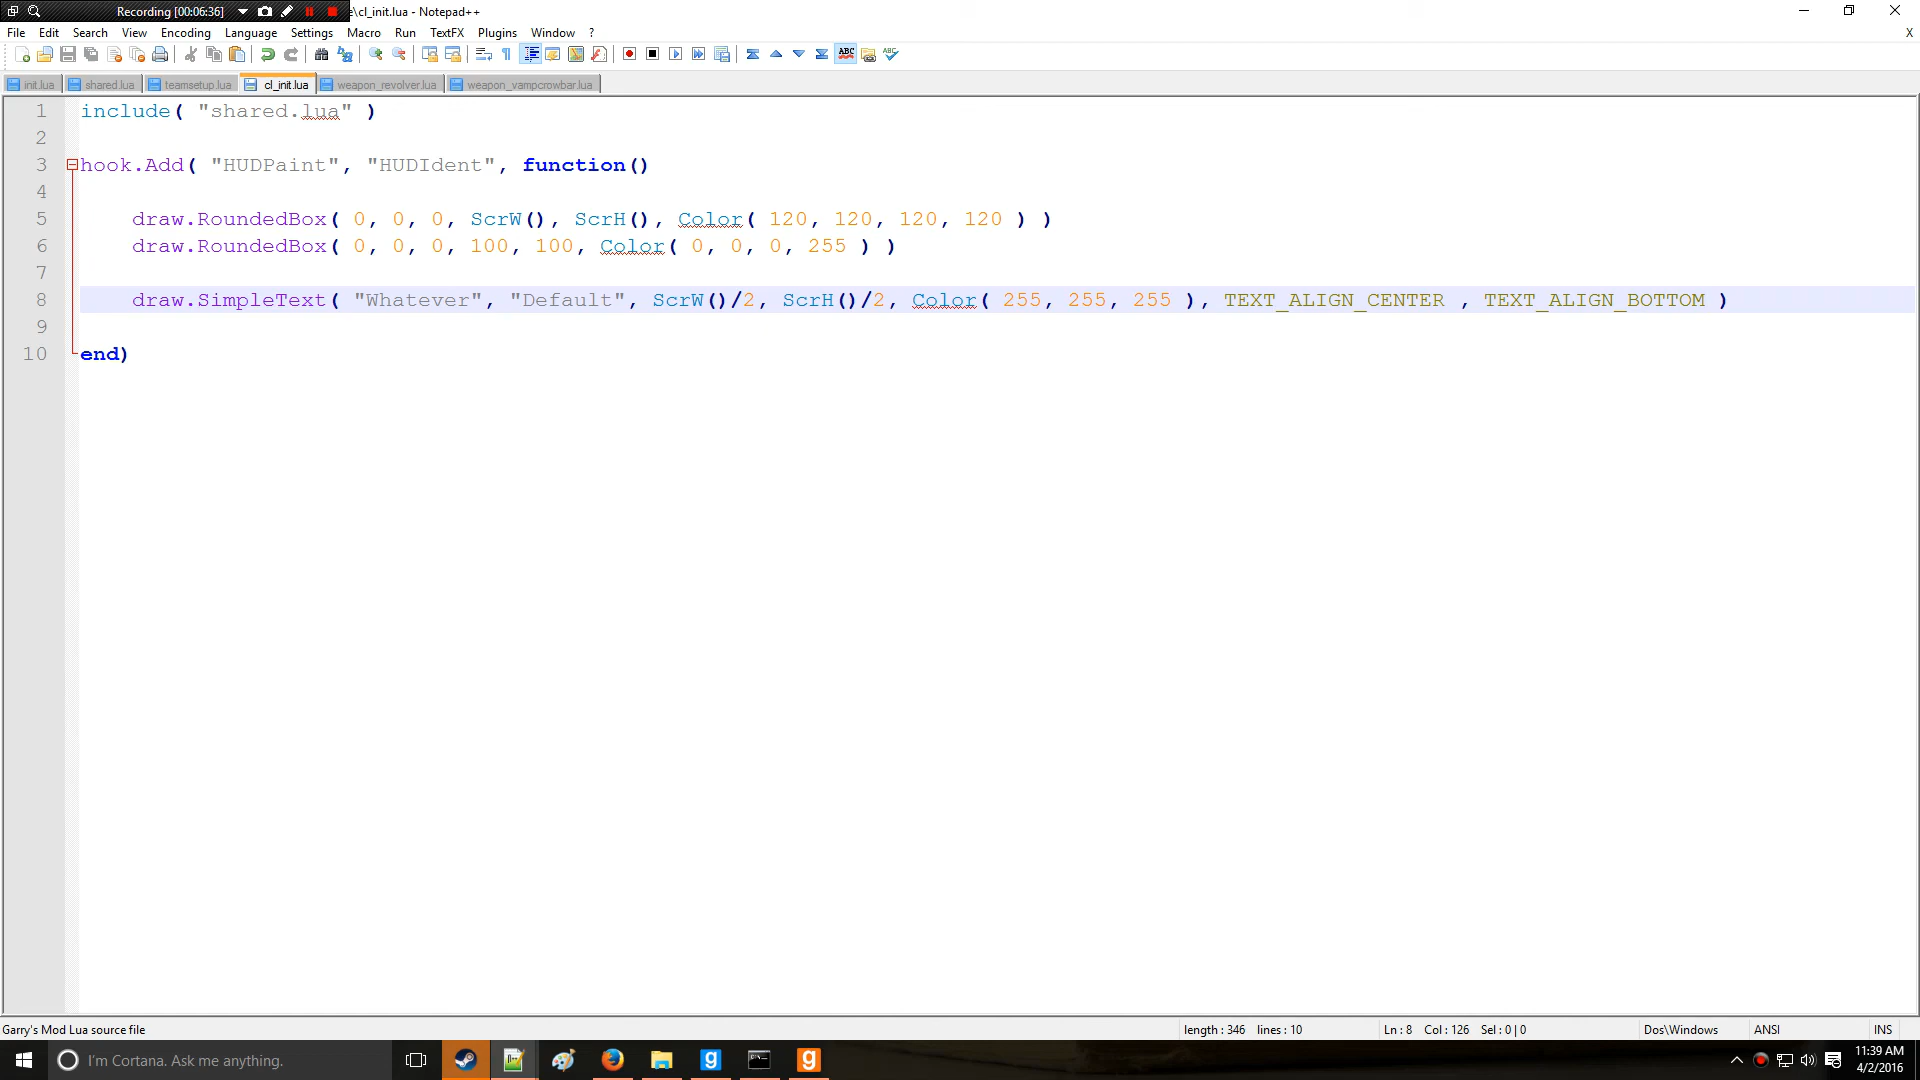 Recording [00:06:36] e\cl_init.lua - Notepad++
File Edit Search View Encoding Language Settings Macro Run TextFX Plugins Window ? X
init.lua shared.lua teamsetup.lua cl_init.lua weapon_revolver.lua weapon_vampcrowbar.lua
1 include( "shared.lua" )
2
3 hook.Add( "HUDPaint", "HUDIdent", function()
4
5 draw.RoundedBox( 0, 0, 0, ScrW(), ScrH(), Color( 120, 120, 120, 120 ) )
6 draw.RoundedBox( 0, 0, 0, 100, 100, Color( 0, 0, 0, 255 ) )
7
8 draw.SimpleText( "Whatever", "Default", ScrW()/2, ScrH()/2, Color( 255, 255, 255 ), TEXT_ALIGN_CENTER , TEXT_ALIGN_BOTTOM )
9
10 end)
Garry's Mod Lua source file length : 346 lines : 10 Ln : 8 Col : 126 Sel : 0 | 0 Dos\Windows ANSI INS
I'm Cortana. Ask me anything. 11:39 AM
4/2/2016